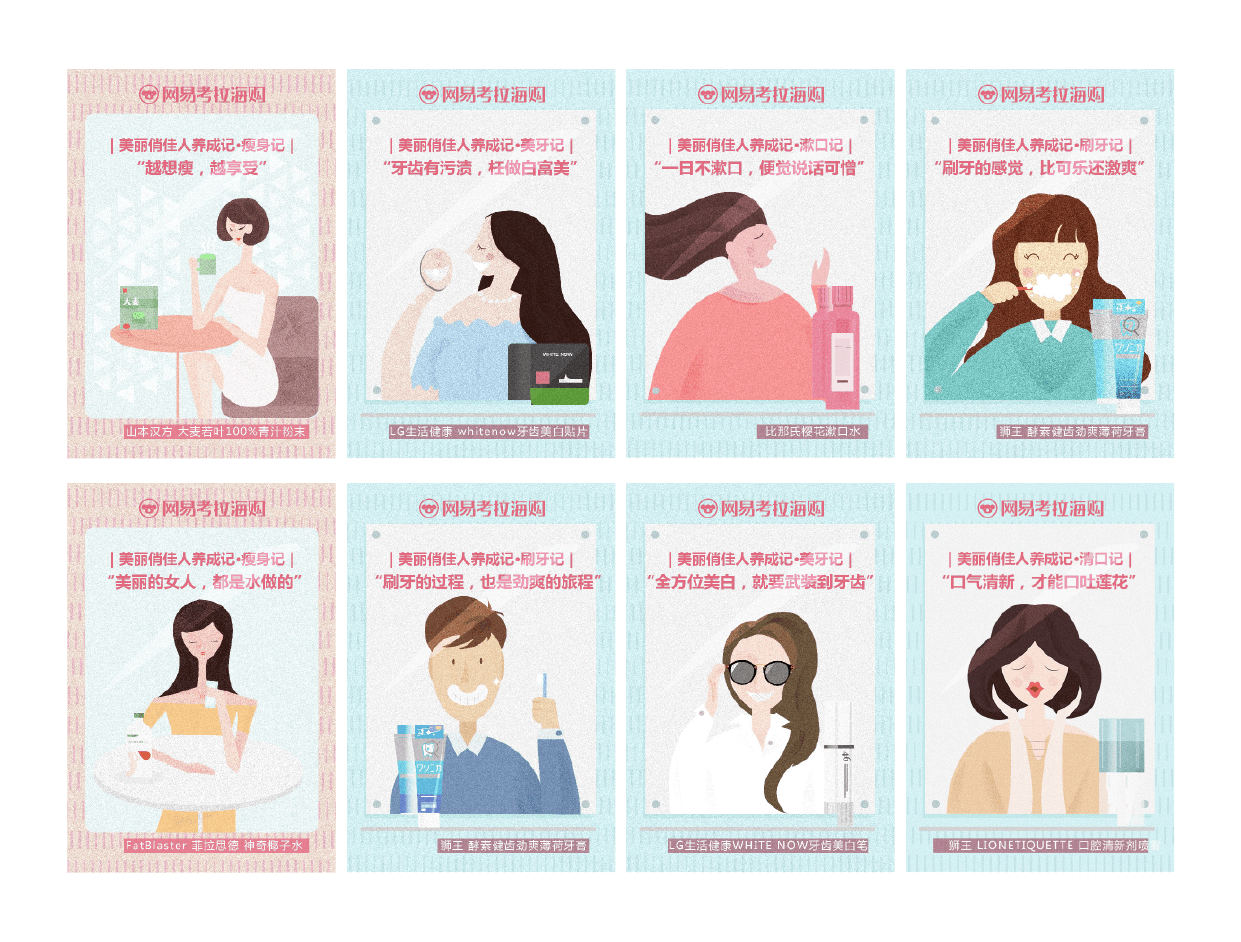 网易考拉海购
| 美丽俏佳人养成记·瘦身记 |
“越想瘦，越享受”
大麦
山本汉方 大麦若叶100%青汁粉末
网易考拉海购
| 美丽俏佳人养成记·美牙记 |
“牙齿有污渍，枉做白富美”
WHITE NOW
LG生活健康 whitenow牙齿美白贴片
网易考拉海购
| 美丽俏佳人养成记·漱口记 |
“一日不漱口，便觉说话可憎”
比那氏樱花漱口水
网易考拉海购
| 美丽俏佳人养成记·刷牙记 |
“刷牙的感觉，比可乐还激爽”
狮王 酵素健齿劲爽薄荷牙膏
网易考拉海购
| 美丽俏佳人养成记·瘦身记 |
“美丽的女人，都是水做的”
FatBlaster 菲拉思德 神奇椰子水
网易考拉海购
| 美丽俏佳人养成记·刷牙记 |
“刷牙的过程，也是劲爽的旅程”
狮王 酵素健齿劲爽薄荷牙膏
网易考拉海购
| 美丽俏佳人养成记·美牙记 |
“全方位美白，就要武装到牙齿”
LG生活健康WHITE NOW牙齿美白笔
网易考拉海购
| 美丽俏佳人养成记·清口记 |
“口气清新，才能口吐莲花”
狮王 LIONETIQUETTE 口腔清新剂喷